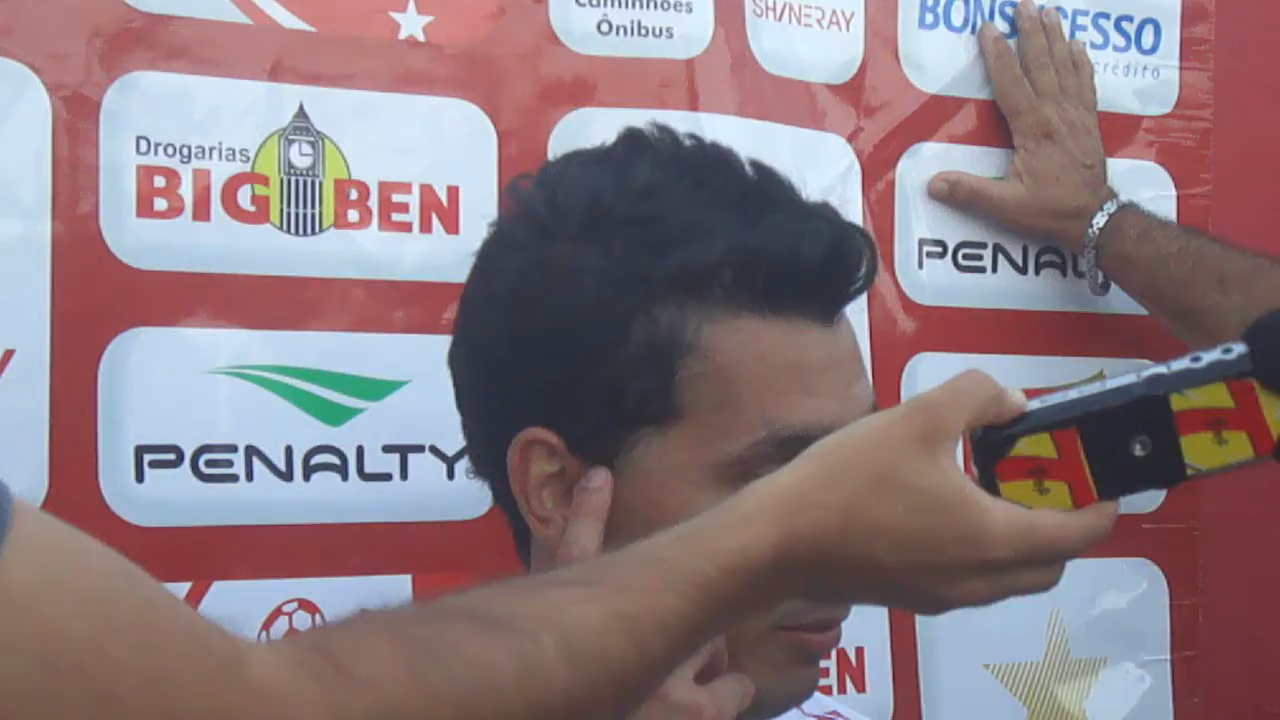 Caminhões
Ônibus
SHINERAY
BONSUCESSO
crédito
Drogarias
BIG BEN
PENALTY
PENAL
EN